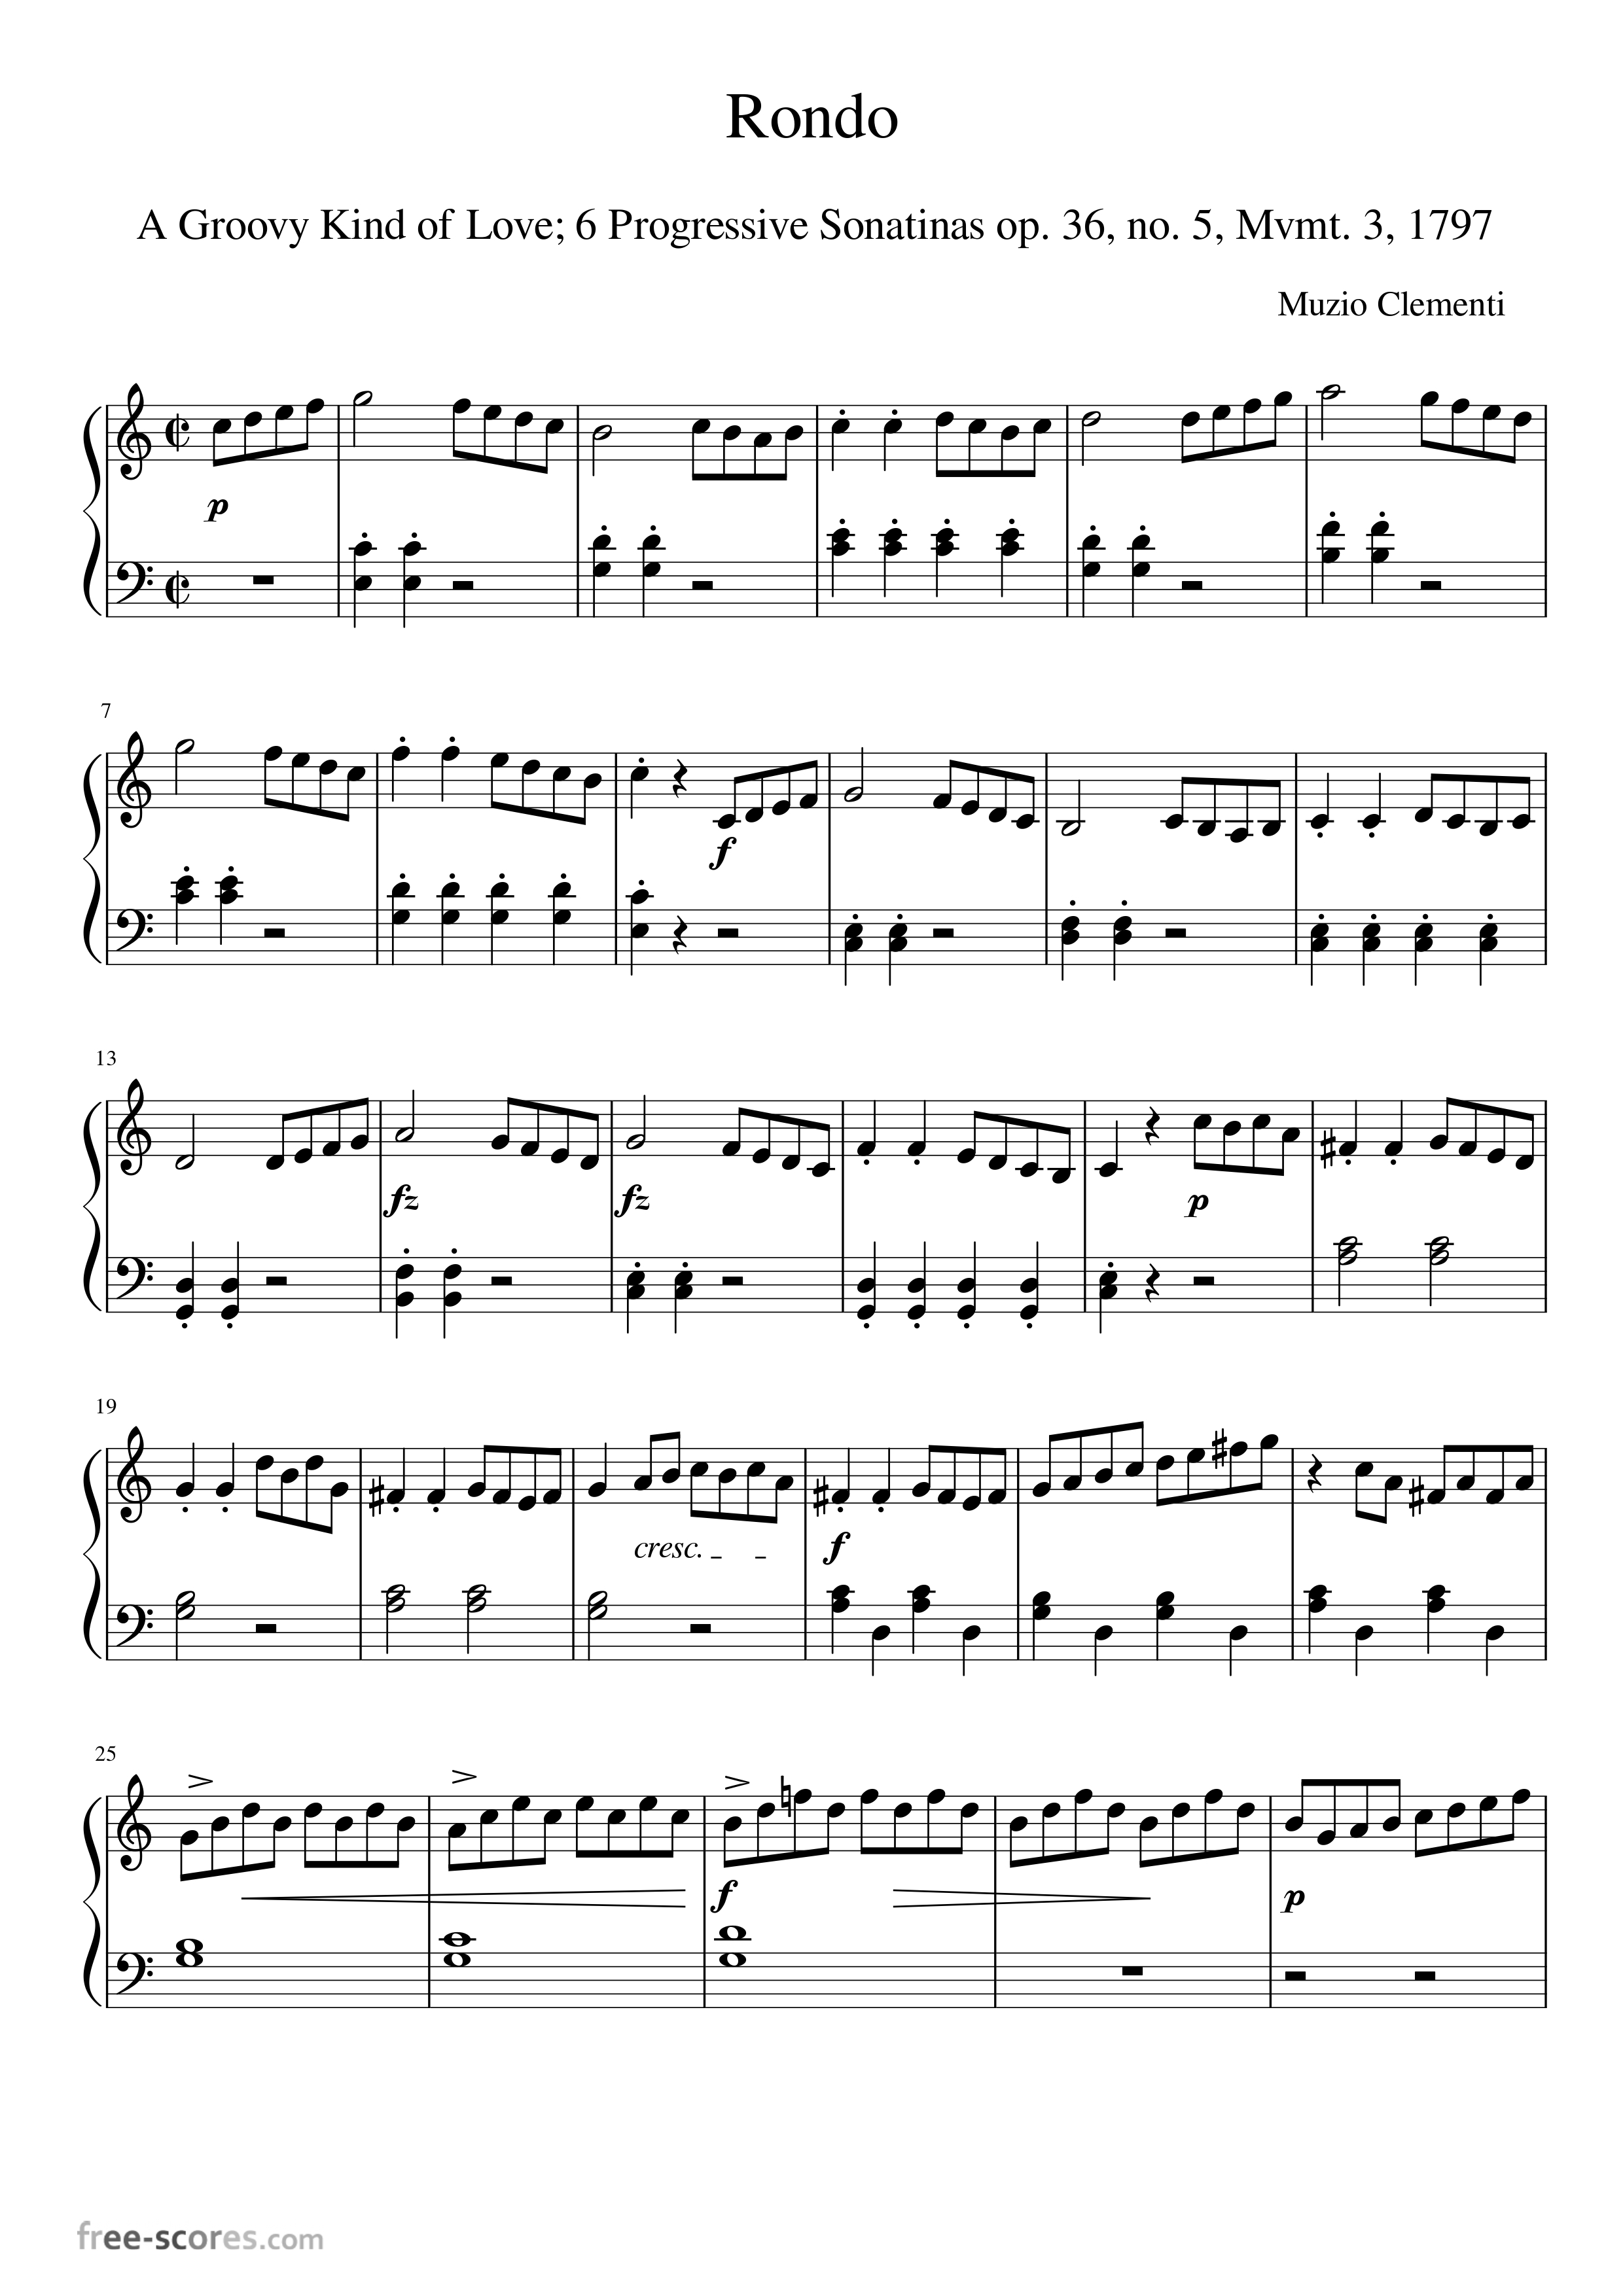 Rondo
A Groovy Kind of Love; 6 Progressive Sonatinas op. 36, no. 5, Mvmt. 3, 1797
Muzio Clementi
p
7
f
13
fz fz p
19
cresc. f
25
f p
free-scores.com